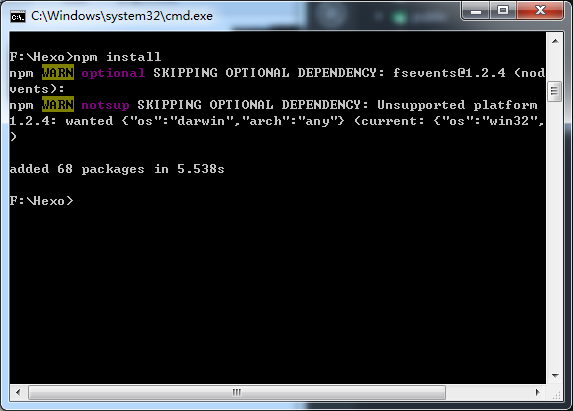 C:\Windows\system32\cmd.exe
F:\Hexo>npm install
npm WARN optional SKIPPING OPTIONAL DEPENDENCY: fsevents@1.2.4 (nod
vents):
npm WARN notsup SKIPPING OPTIONAL DEPENDENCY: Unsupported platform
1.2.4: wanted {"os":"darwin","arch":"any"} (current: {"os":"win32",
)
added 68 packages in 5.538s
F:\Hexo>